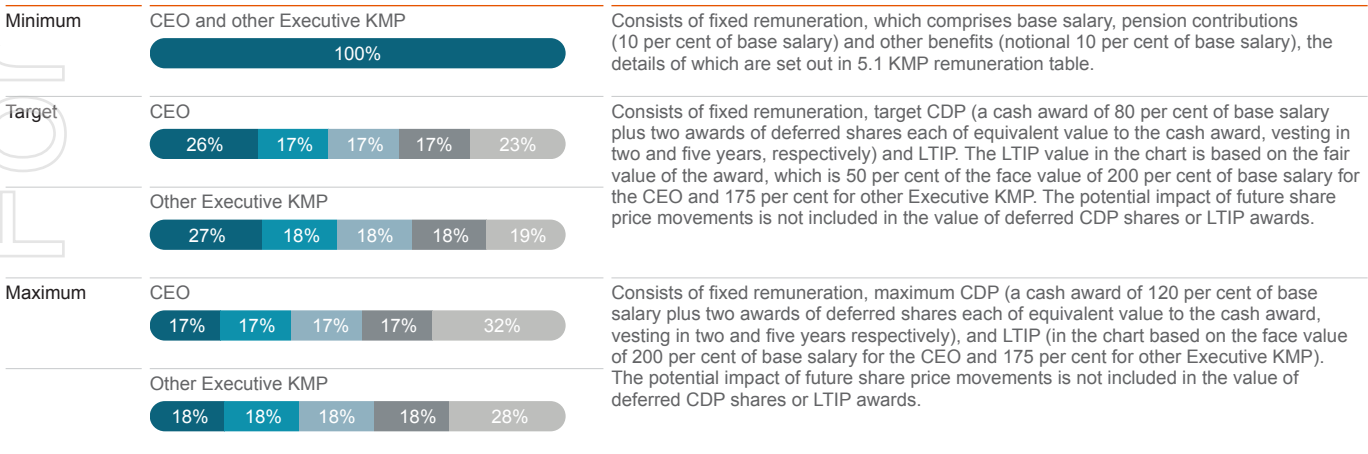 Minimum
CEO and other Executive KMP
100%
Consists of fixed remuneration, which comprises base salary, pension contributions
(10 per cent of base salary) and other benefits (notional 10 per cent of base salary), the
details of which are set out in 5.1 KMP remuneration table.
Target
CEO
26% 17% 17% 17% 23%
Other Executive KMP
27% 18% 18% 18% 19%
Consists of fixed remuneration, target CDP (a cash award of 80 per cent of base salary
plus two awards of deferred shares each of equivalent value to the cash award, vesting in
two and five years, respectively) and LTIP. The LTIP value in the chart is based on the fair
value of the award, which is 50 per cent of the face value of 200 per cent of base salary for
the CEO and 175 per cent for other Executive KMP. The potential impact of future share
price movements is not included in the value of deferred CDP shares or LTIP awards.
Maximum
CEO
17% 17% 17% 17% 32%
Other Executive KMP
18% 18% 18% 18% 28%
Consists of fixed remuneration, maximum CDP (a cash award of 120 per cent of base
salary plus two awards of deferred shares each of equivalent value to the cash award,
vesting in two and five years respectively), and LTIP (in the chart based on the face value
of 200 per cent of base salary for the CEO and 175 per cent for other Executive KMP).
The potential impact of future share price movements is not included in the value of
deferred CDP shares or LTIP awards.
For